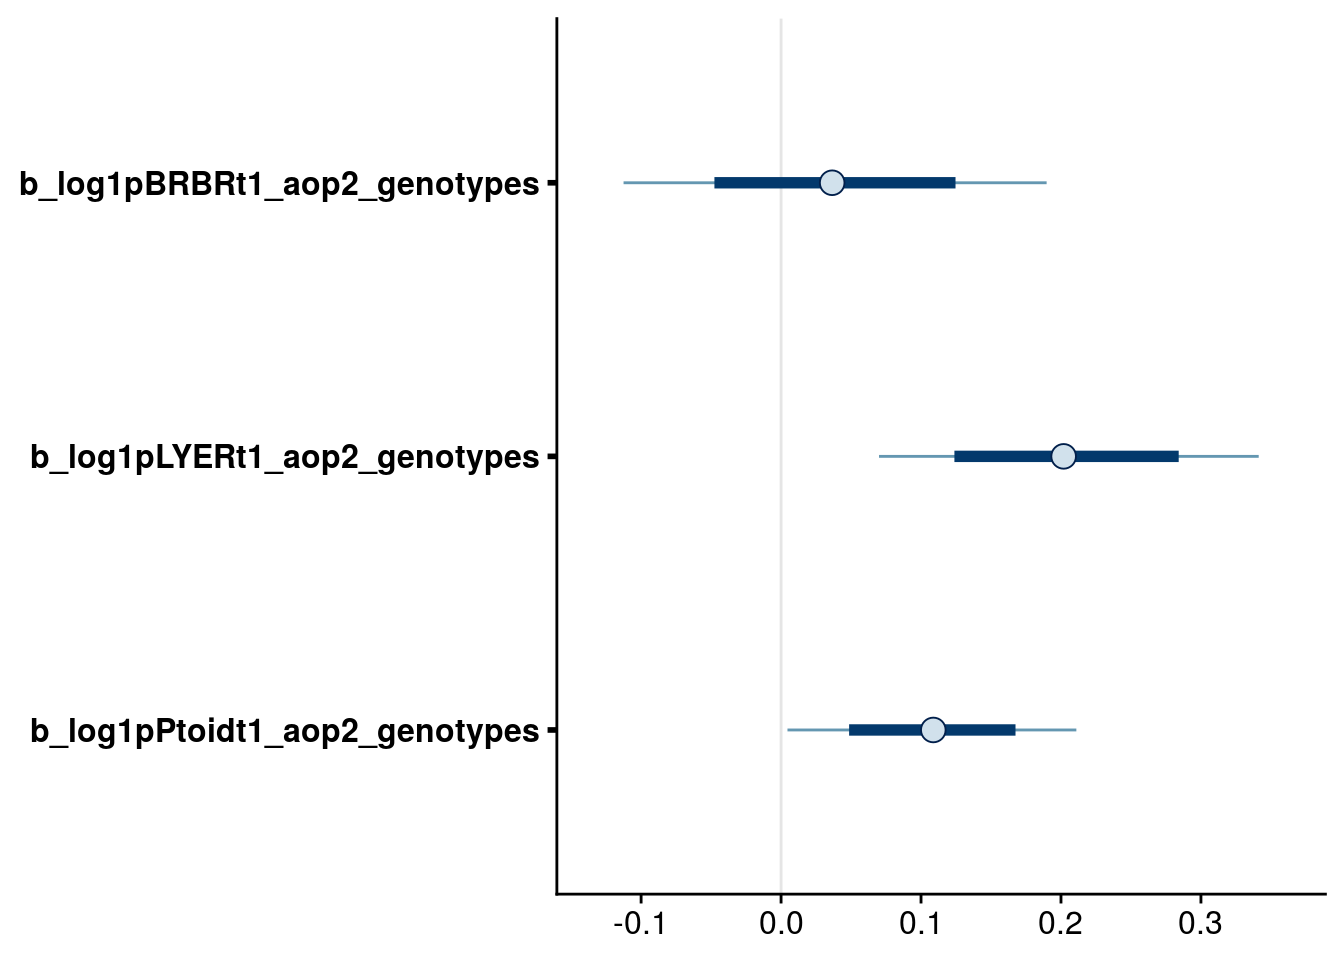 b_log1pBRBRt1_aop2_genotypes
b_log1pLYERt1_aop2_genotypes
b_log1pPtoidt1_aop2_genotypes
-0.1 0.0 0.1 0.2 0.3